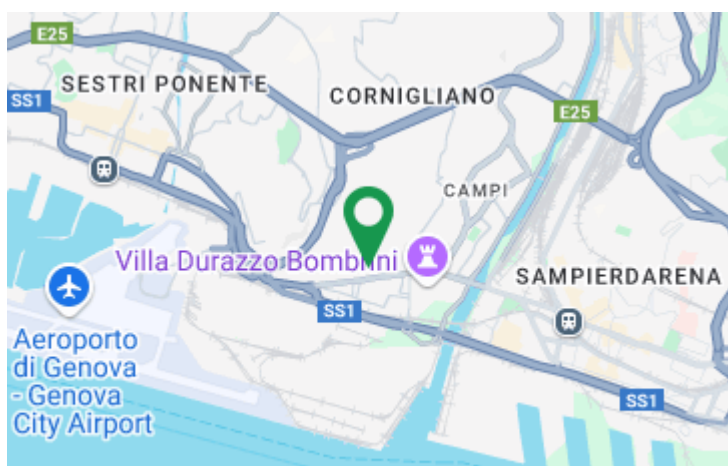 E25
SESTRI PONENTE
CORNIGLIANO
SS1
E25
CAMPI
Villa Durazzo Bombrini
SAMPIERDARENA
SS1
Aeroporto
di Genova
- Genova
City Airport
SS1